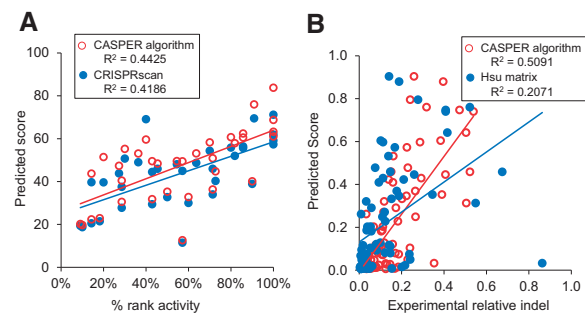 A
CASPER algorithm
R² = 0.4425
CRISPRscan
R² = 0.4186
Predicted Score
100
80
60
40
20
0
0% 20% 40% 60% 80% 100%
% rank activity
B
CASPER algorithm
R² = 0.5091
Hsu matrix
R² = 0.2071
Predicted Score
1.0
0.8
0.6
0.4
0.2
0.0
0.0 0.2 0.4 0.6 0.8 1.0
Experimental relative indel